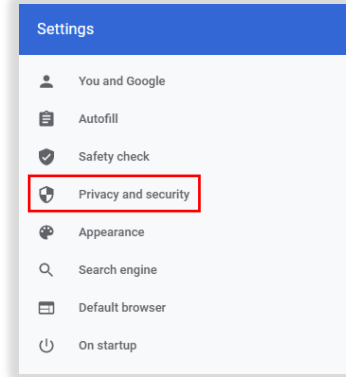 Settings
You and Google
Autofill
Safety check
Privacy and security
Appearance
Search engine
Default browser
On startup